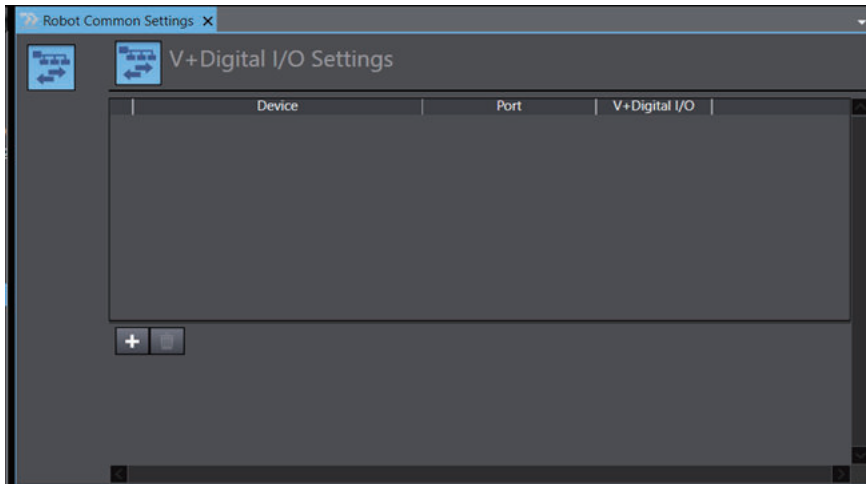 Robot Common Settings
V+Digital I/O Settings
Device Port V+Digital I/O